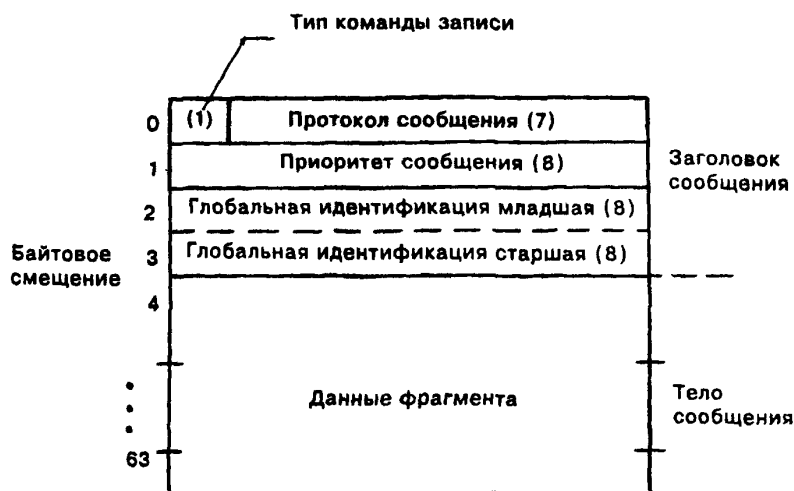 Тип команды записи
0 (1) Протокол сообщения (7)
1 Приоритет сообщения (8)
Заголовок
сообщения
2 Глобальная идентификация младшая (8)
Байтовое
смещение
3 Глобальная идентификация старшая (8)
4
Данные фрагмента
Тело
сообщения
63